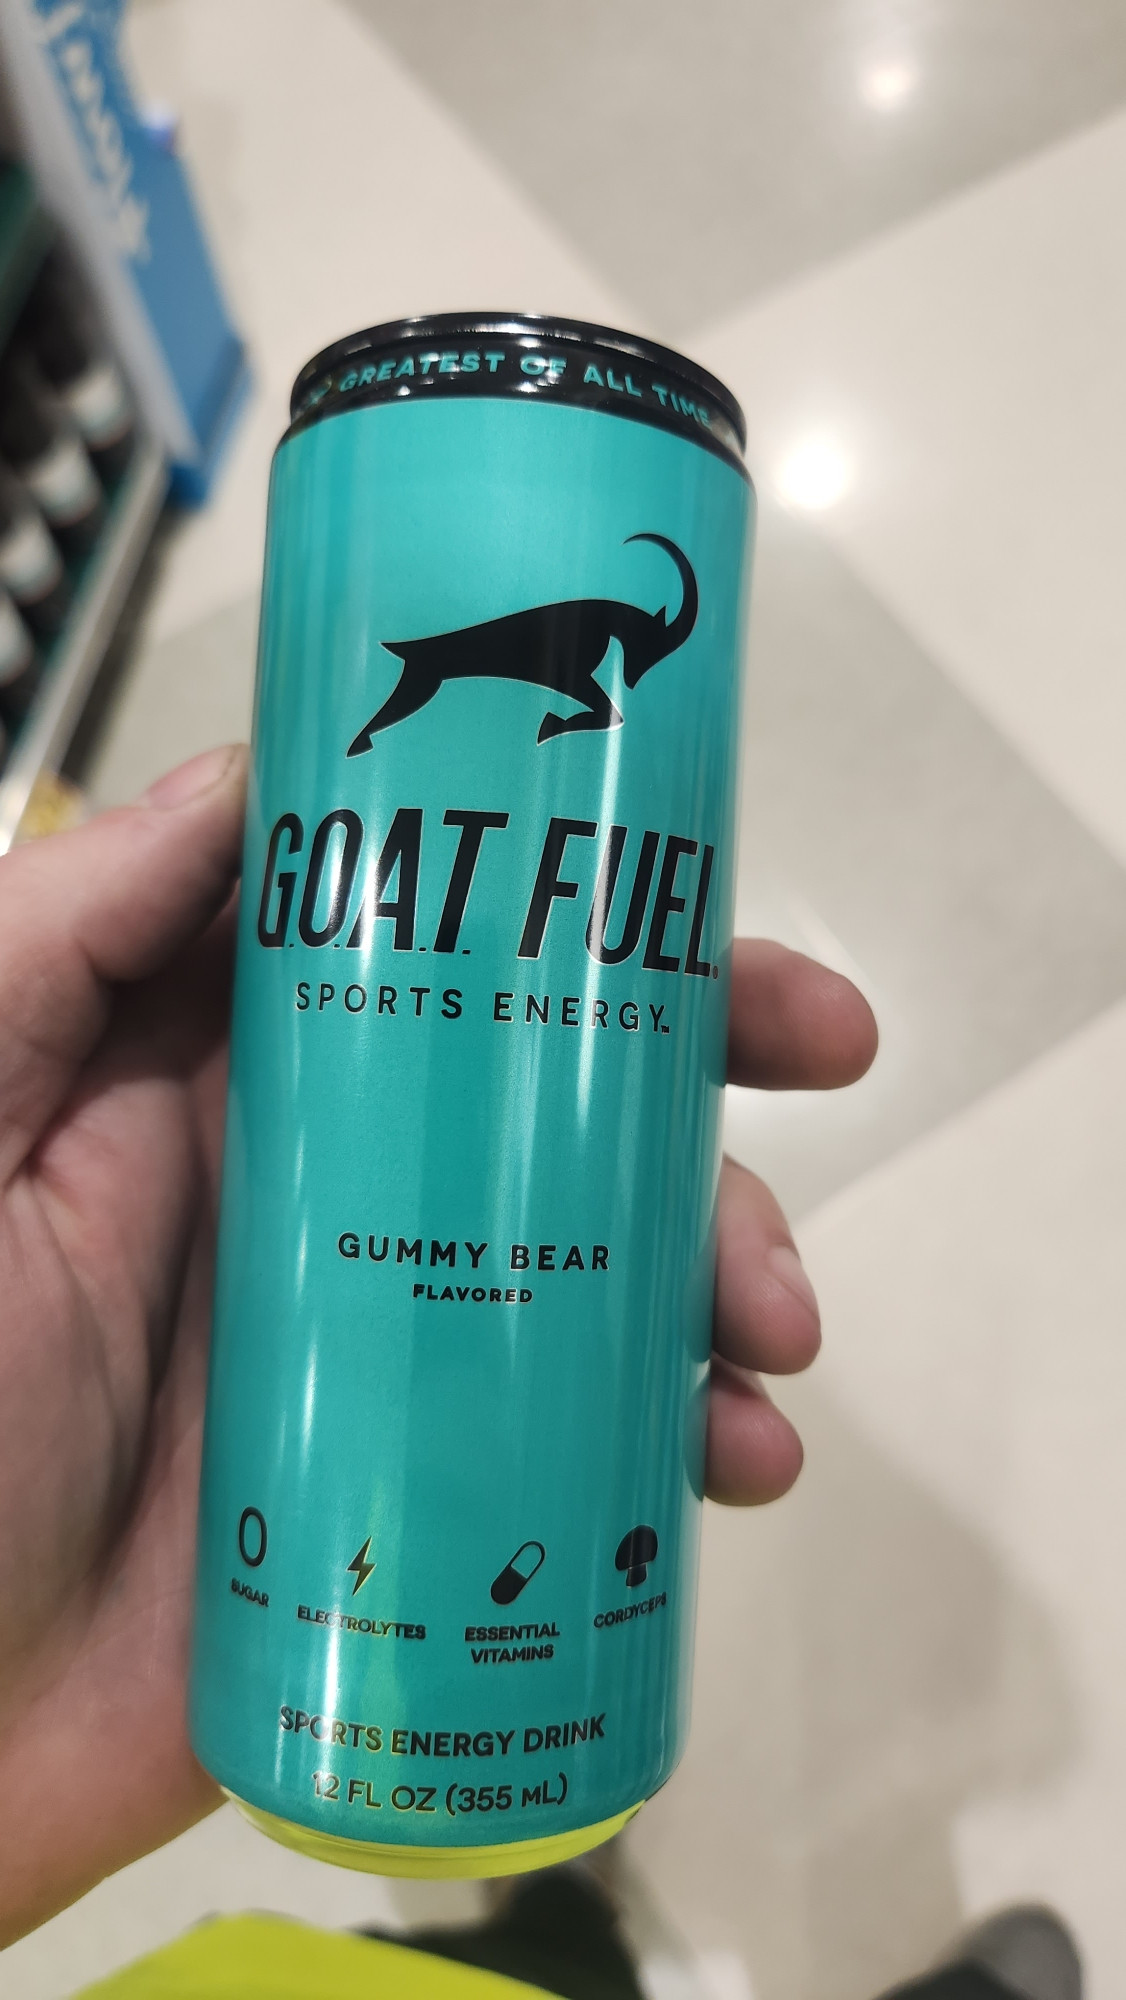 GREATEST OF ALL TIME
G.O.A.T. FUEL.
SPORTS ENERGY™
GUMMY BEAR
FLAVORED
0
SUGAR
ELECTROLYTES
ESSENTIAL
VITAMINS
CORDYCEPS
SPORTS ENERGY DRINK
12 FL OZ (355 mL)